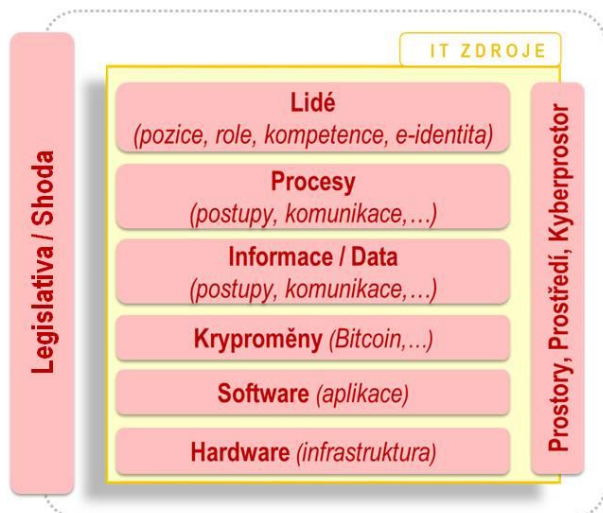 IT ZDROJE
Legislativa / Shoda
Lidé
(pozice, role, kompetence, e-identita)
Procesy
(postupy, komunikace,…)
Informace / Data
(postupy, komunikace,…)
Kryproměny (Bitcoin,…)
Software (aplikace)
Hardware (infrastruktura)
Prostory, Prostředí, Kyberprostor